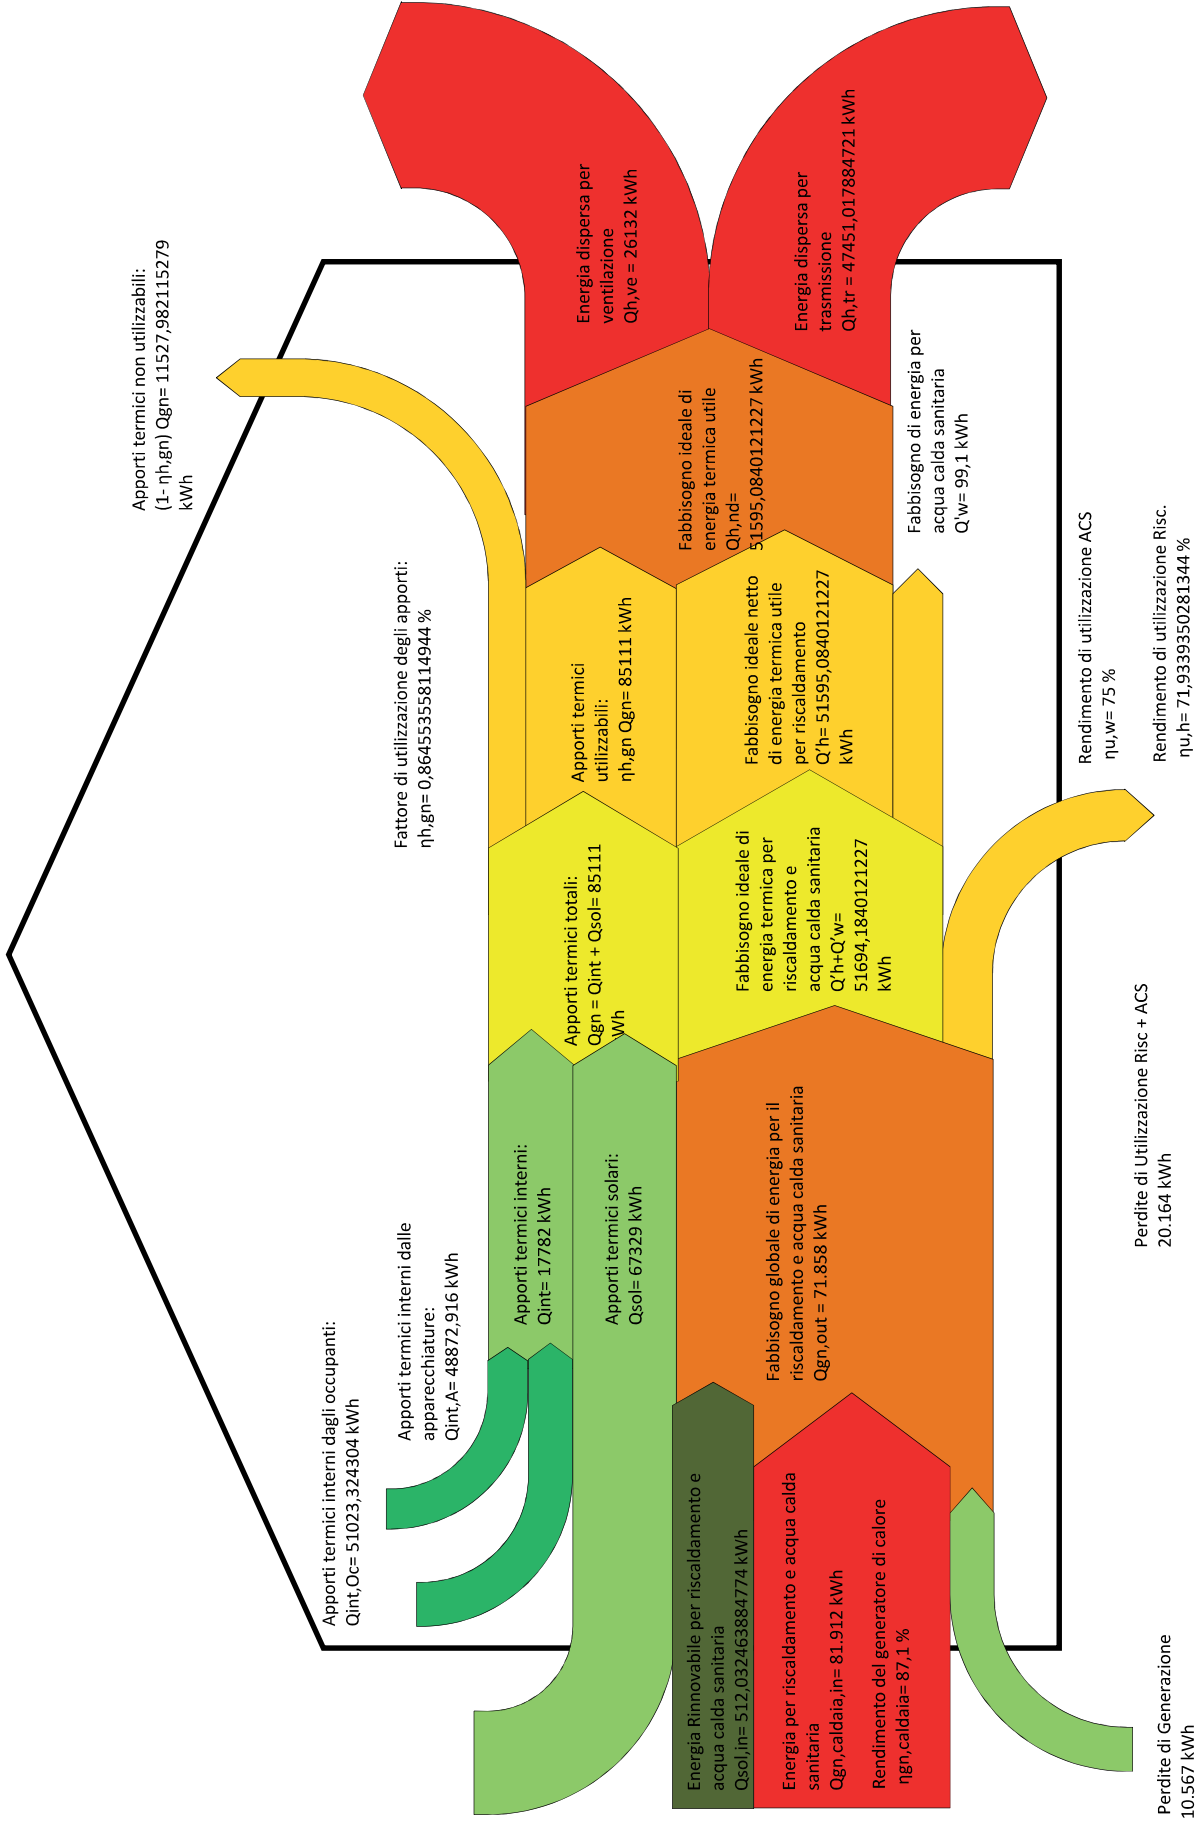 Apporti termici non utilizzabili:
(1- ηh,gn) Qgn= 11527,982115279
kWh
Energia dispersa per
ventilazione
Qh,ve = 26132 kWh
Energia dispersa per
trasmissione
Qh,tr = 47451,017884721 kWh
Fattore di utilizzazione degli apporti:
ηh,gn= 0,864553558114944 %
Apporti termici
utilizzabili:
ηh,gn Qgn= 85111 kWh
Fabbisogno ideale di
energia termica utile
Qh,nd=
51595,0840121227 kWh
Fabbisogno ideale netto
di energia termica utile
per riscaldamento
Q'h= 51595,0840121227
kWh
Fabbisogno di energia per
acqua calda sanitaria
Q'w= 99,1 kWh
Rendimento di utilizzazione ACS
ηu,w= 75 %
Rendimento di utilizzazione Risc.
ηu,h= 71,9339350281344 %
Apporti termici totali:
Qgn = Qint + Qsol= 85111
Wh
Fabbisogno ideale di
energia termica per
riscaldamento e
acqua calda sanitaria
Q'h+Q'w=
51694,1840121227
kWh
Apporti termici interni dagli occupanti:
Qint,Oc= 51023,324304 kWh
Apporti termici interni dalle
apparecchiature:
Qint,A= 48872,916 kWh
Apporti termici interni:
Qint= 17782 kWh
Apporti termici solari:
Qsol= 67329 kWh
Fabbisogno globale di energia per il
riscaldamento e acqua calda sanitaria
Qgn,out = 71.858 kWh
Perdite di Utilizzazione Risc + ACS
20.164 kWh
Energia Rinnovabile per riscaldamento e
acqua calda sanitaria
Qsol,in= 512,032463884774 kWh
Energia per riscaldamento e acqua calda
sanitaria
Qgn,caldaia,in= 81.912 kWh
Rendimento del generatore di calore
ηgn,caldaia= 87,1 %
Perdite di Generazione
10.567 kWh